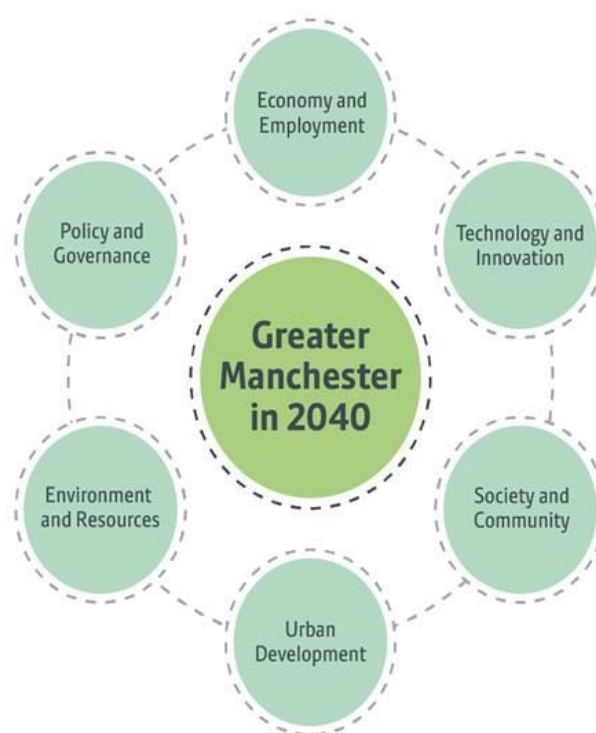 Economy and
Employment
Policy and
Governance
Technology and
Innovation
Greater
Manchester
in 2040
Environment
and Resources
Society and
Community
Urban
Development